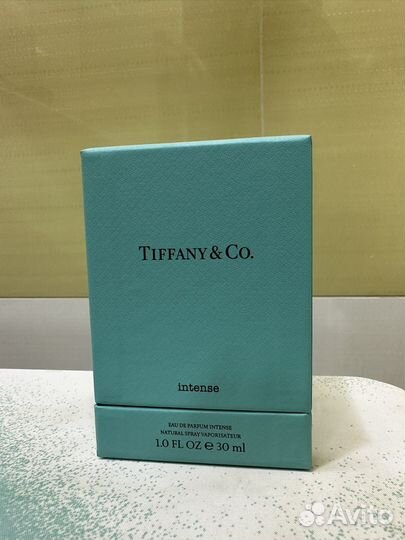 TIFFANY & CO.
intense
EAU DE PARFUM INTENSE
NATURAL SPRAY VAPORISATEUR
1.0 FL OZ ℮ 30 ml
Avito